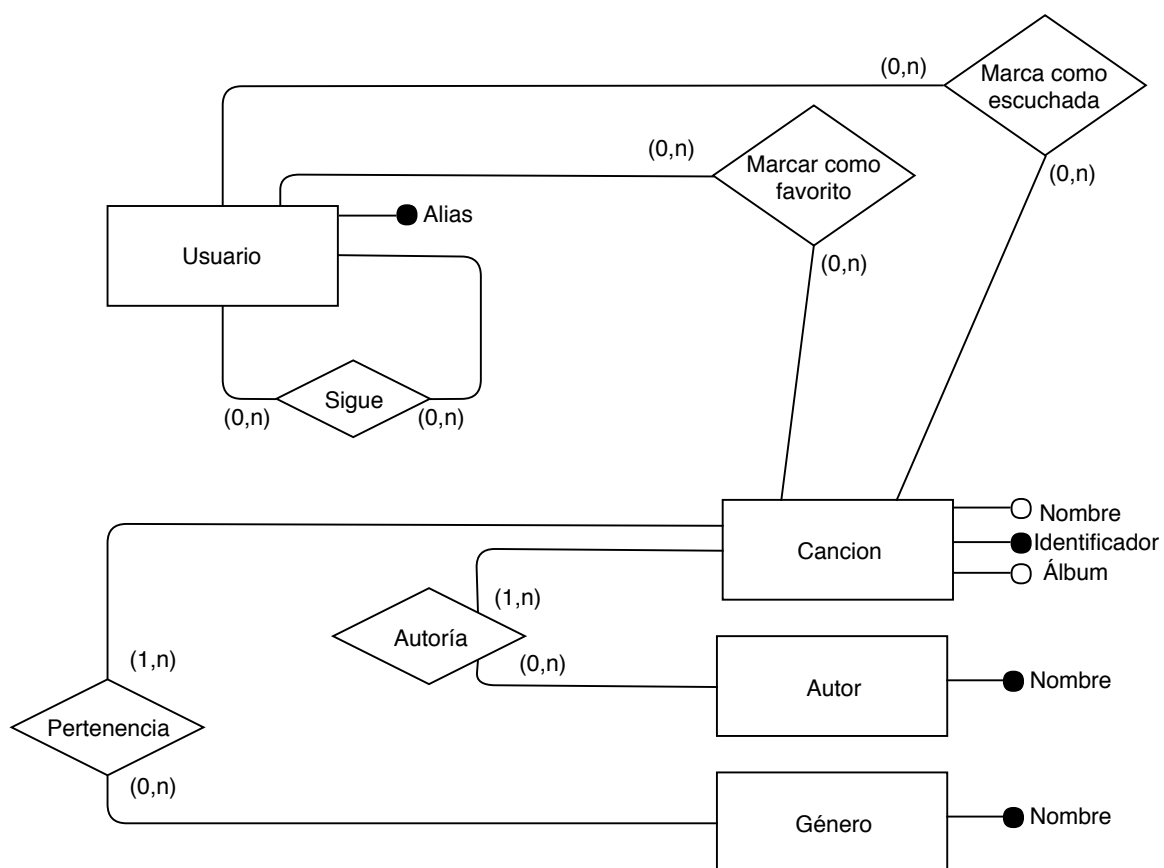 (0,n)
Marca como
escuchada
(0,n)
(0,n)
Marcar como
favorito
(0,n)
Alias
Usuario
Sigue
(0,n)
(0,n)
Nombre
Identificador
Álbum
Cancion
(1,n)
Autoría
(0,n)
Autor
Nombre
(1,n)
Pertenencia
(0,n)
Género
Nombre